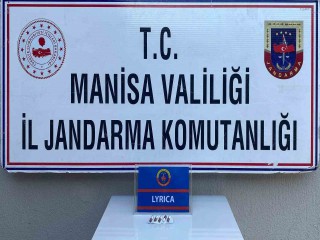 T.C.
MANİSA VALİLİĞİ
İL JANDARMA KOMUTANLIĞI
LYRICA